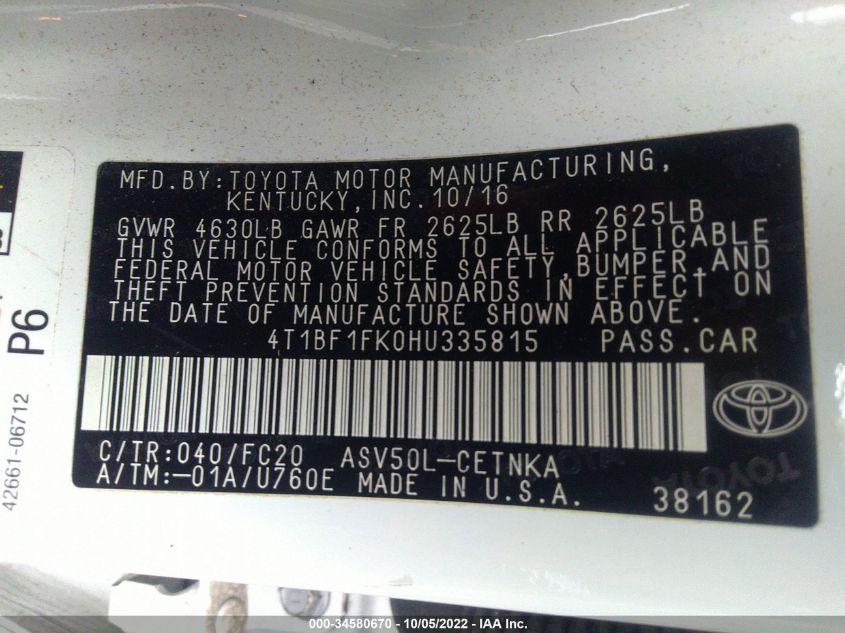 MFD.BY:TOYOTA MOTOR MANUFACTURING,
KENTUCKY,INC.10/16
GVWR 4630LB GAWR FR 2625LB RR 2625LB
THIS VEHICLE CONFORMS TO ALL APPLICABLE
FEDERAL MOTOR VEHICLE SAFETY,BUMPER,AND
THEFT PREVENTION STANDARDS IN EFFECT ON
THE DATE OF MANUFACTURE SHOWN ABOVE.
4T1BF1FK0HU335815 PASS.CAR
C/TR:040/FC20 ASV50L-CETNKA
A/TM:-01A/U760E MADE IN U.S.A.
38162
TOYOTA
P6
42661-06712
000-34580670 - 10/05/2022 - IAA Inc.